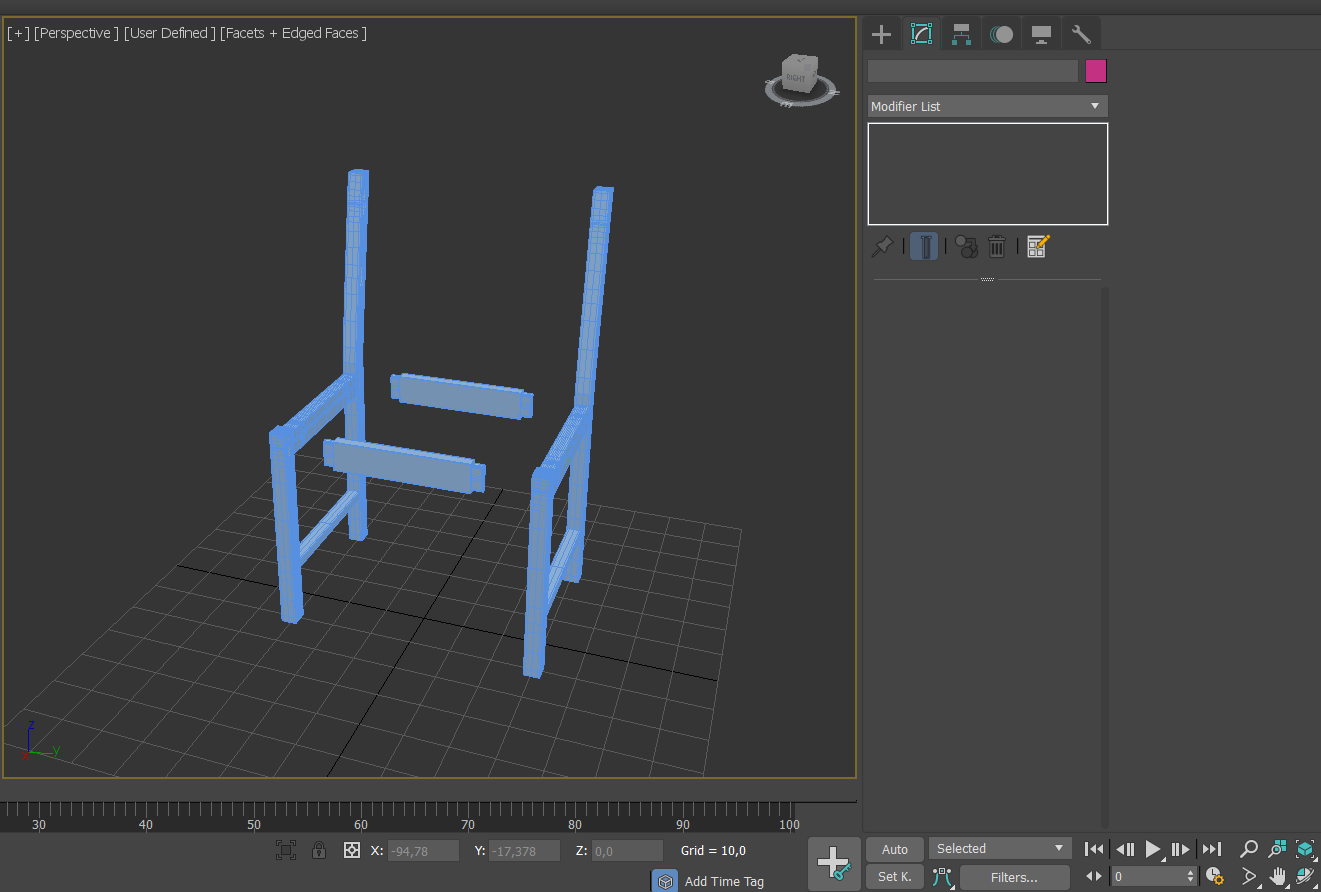 [+] [Perspective ] [User Defined ] [Facets + Edged Faces ]
RIGHT
Modifier List
z
x
y
30 40 50 60 70 80 90 100
X: -94,78 Y: -17,378 Z: 0,0 Grid = 10,0
Add Time Tag
Auto Selected
Set K. Filters...
0